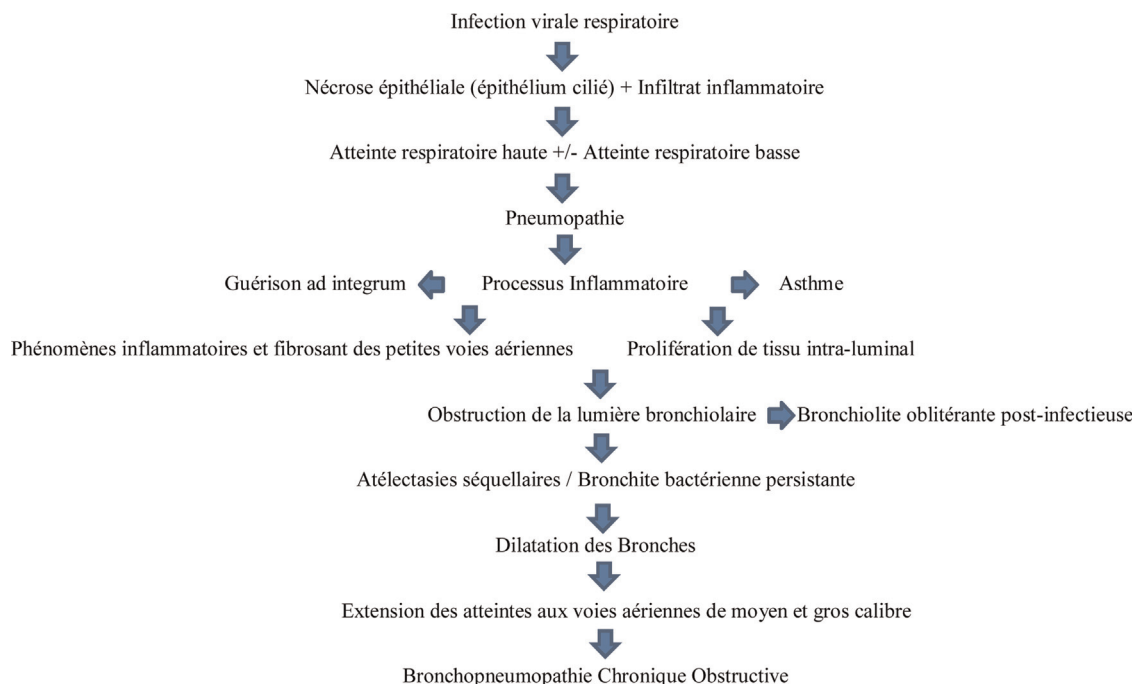 Infection virale respiratoire
Nécrose épithéliale (épithélium cilié) + Infiltrat inflammatoire
Atteinte respiratoire haute +/- Atteinte respiratoire basse
Pneumopathie
Guérison ad integrum Processus Inflammatoire Asthme
Phénomènes inflammatoires et fibrosant des petites voies aériennes Prolifération de tissu intra-luminal
Obstruction de la lumière bronchiolaire Bronchiolite oblitérante post-infectieuse
Atélectasies séquellaires / Bronchite bactérienne persistante
Dilatation des Bronches
Extension des atteintes aux voies aériennes de moyen et gros calibre
Bronchopneumopathie Chronique Obstructive